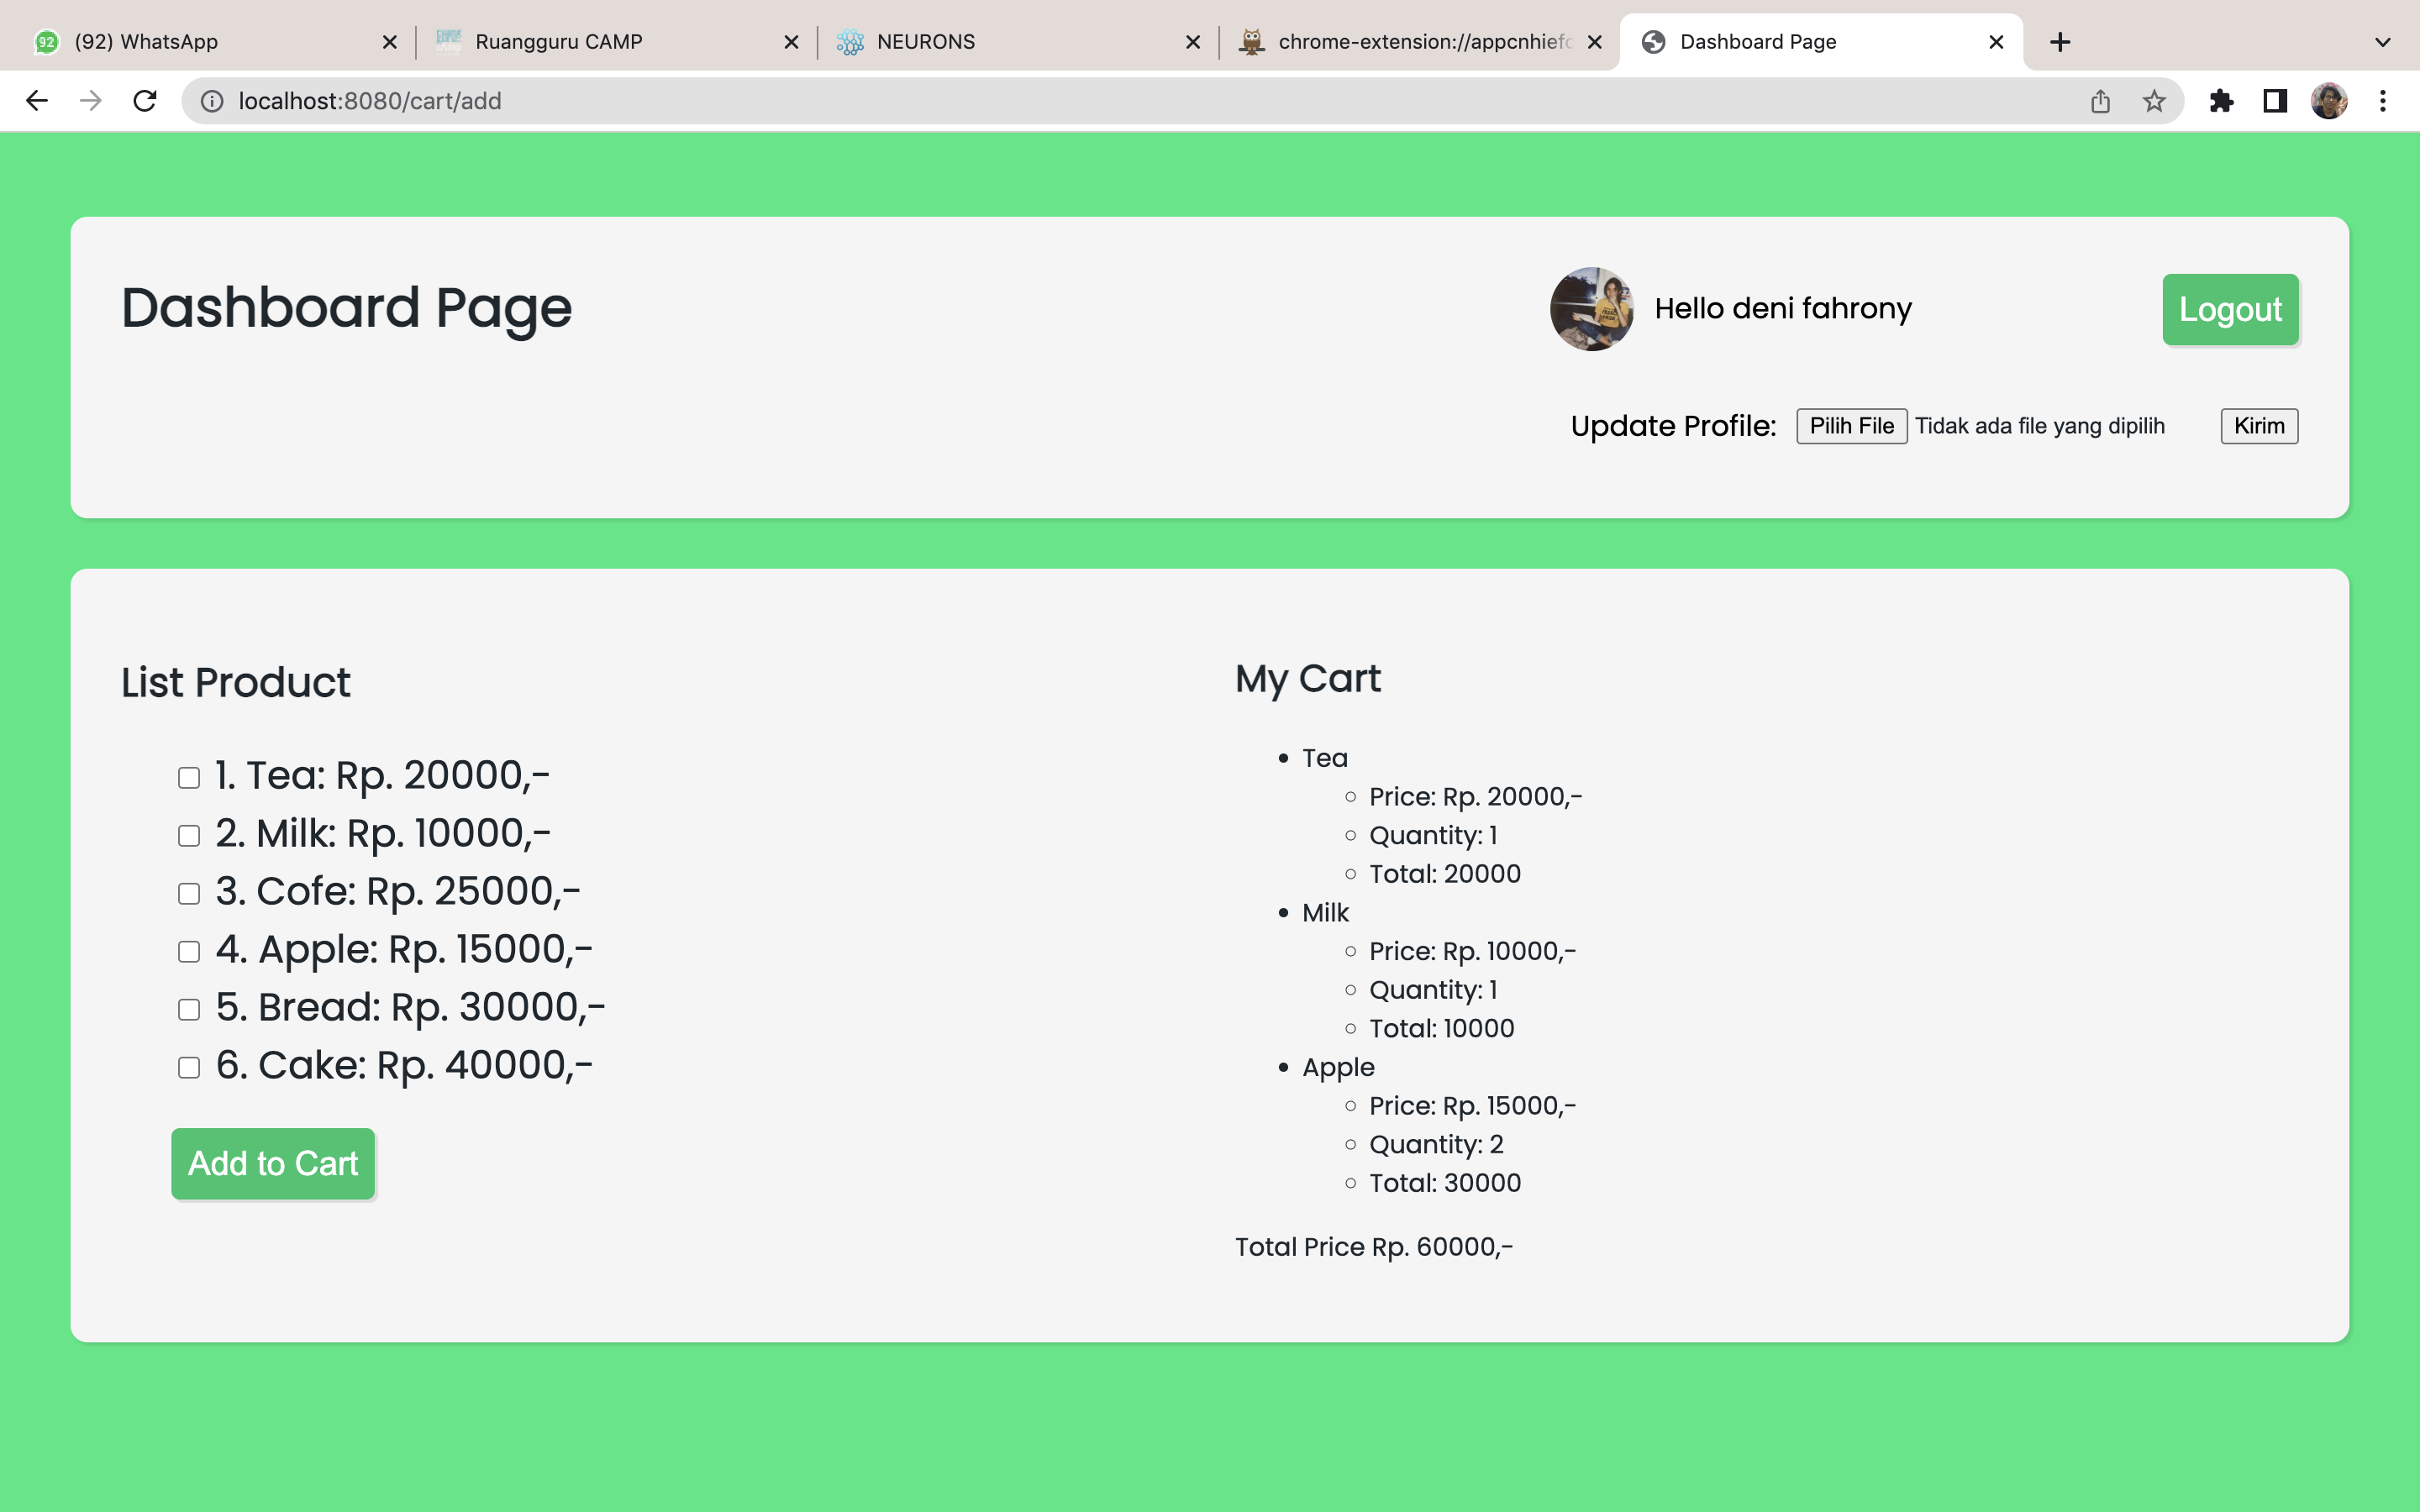 92 (92) WhatsApp
Ruangguru CAMP
NEURONS
chrome-extension://appcnhiefc
Dashboard Page
localhost:8080/cart/add
Dashboard Page
Hello deni fahrony
Logout
Update Profile: Pilih File Tidak ada file yang dipilih Kirim
List Product
1. Tea: Rp. 20000,-
2. Milk: Rp. 10000,-
3. Cofe: Rp. 25000,-
4. Apple: Rp. 15000,-
5. Bread: Rp. 30000,-
6. Cake: Rp. 40000,-
Add to Cart
My Cart
Tea
Price: Rp. 20000,-
Quantity: 1
Total: 20000
Milk
Price: Rp. 10000,-
Quantity: 1
Total: 10000
Apple
Price: Rp. 15000,-
Quantity: 2
Total: 30000
Total Price Rp. 60000,-